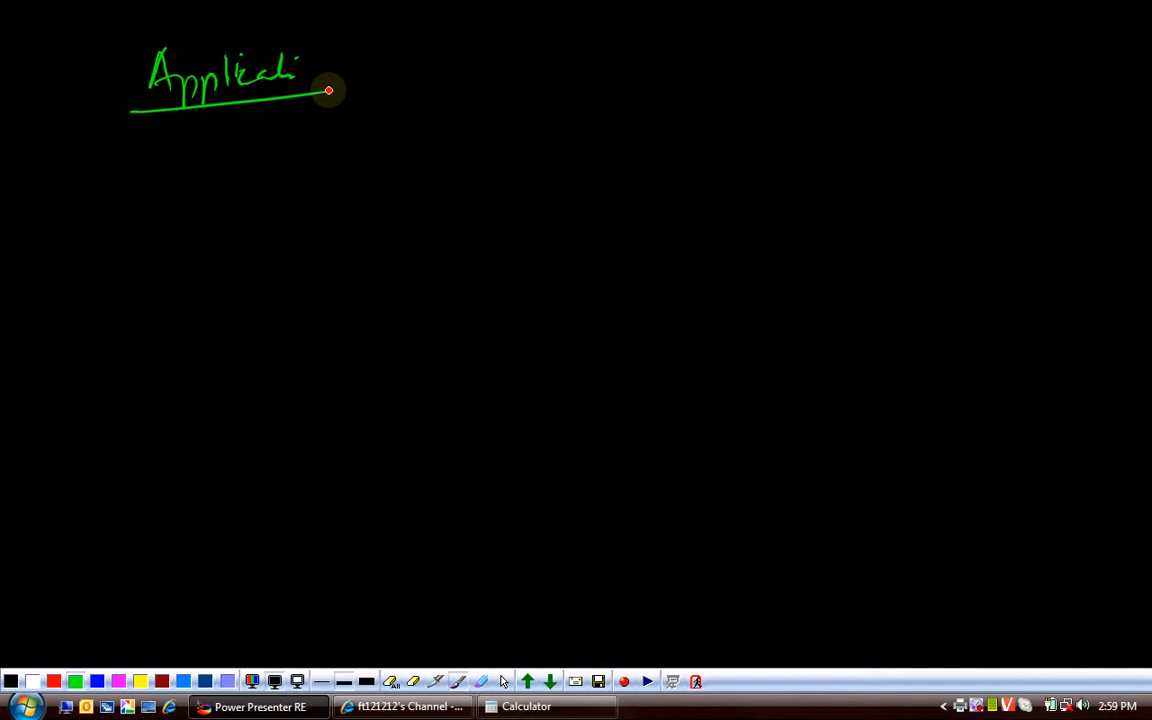 Applicati
Power Presenter RE
ft121212's Channel -...
Calculator
2:59 PM